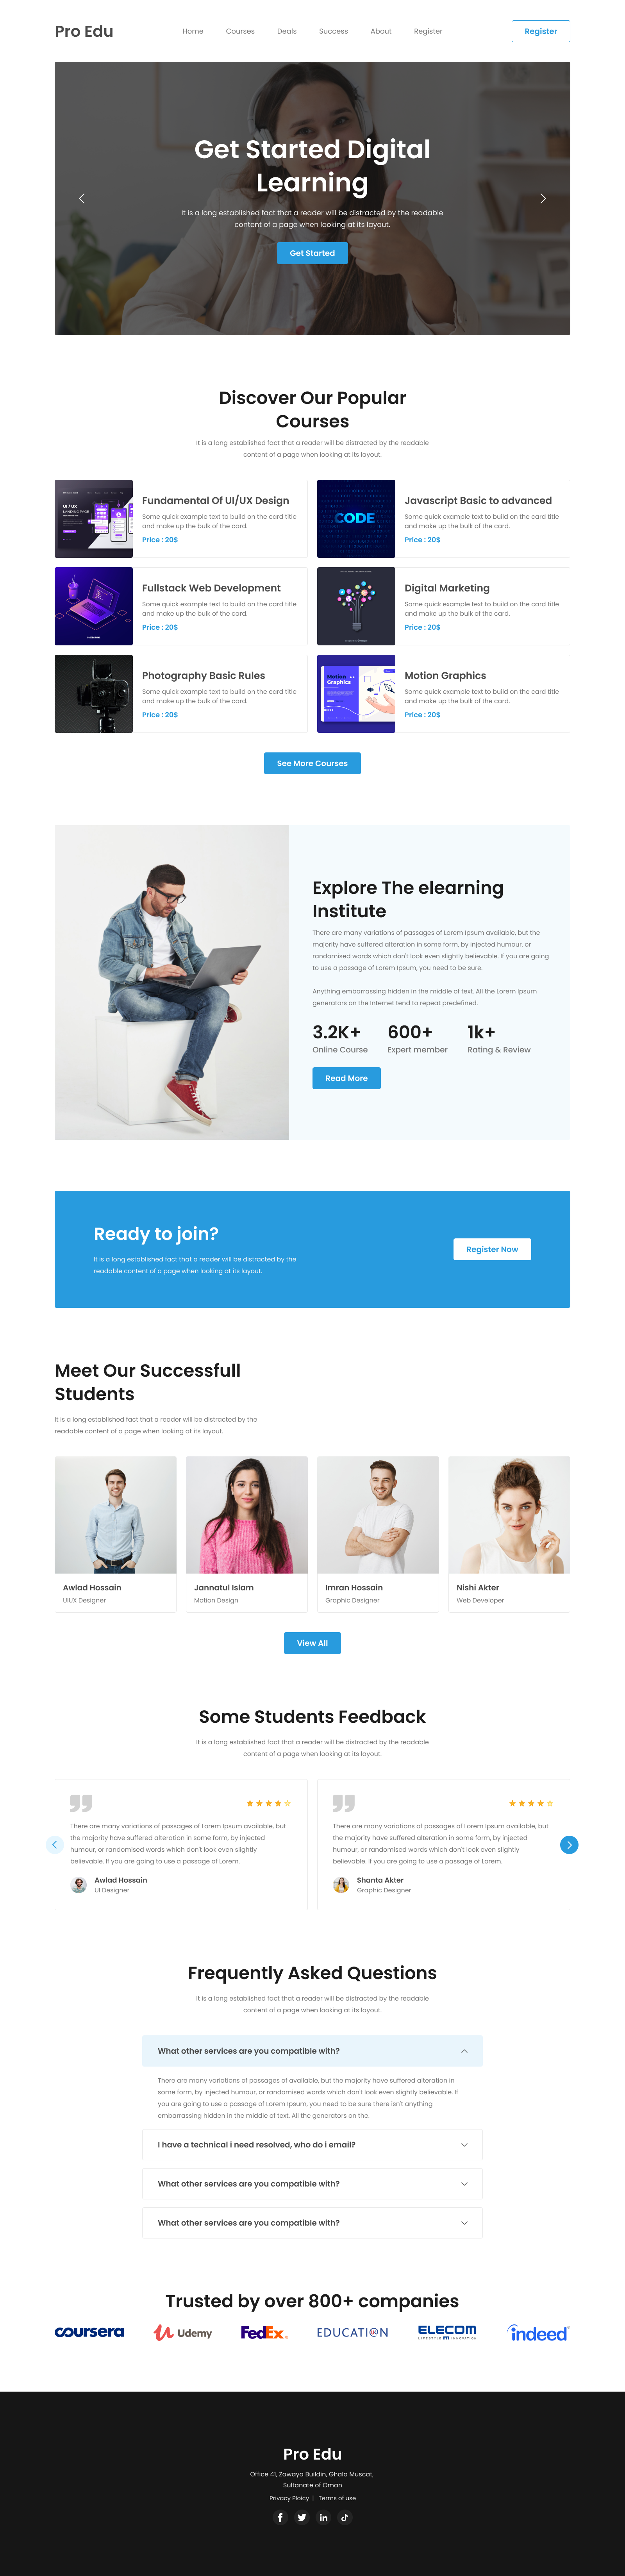 Pro Edu
Home
Courses
Deals
Success
About
Register
Register
Get Started Digital
Learning
It is a long established fact that a reader will be distracted by the readable
content of a page when looking at its layout.
Get Started
Discover Our Popular
Courses
It is a long established fact that a reader will be distracted by the readable
content of a page when looking at its layout.
UI / UX
LANDING PAGE
Fundamental Of UI/UX Design
Some quick example text to build on the card title
and make up the bulk of the card.
Price : 20$
CODE
Javascript Basic to advanced
Some quick example text to build on the card title
and make up the bulk of the card.
Price : 20$
Fullstack Web Development
Some quick example text to build on the card title
and make up the bulk of the card.
Price : 20$
Digital Marketing
Some quick example text to build on the card title
and make up the bulk of the card.
Price : 20$
Photography Basic Rules
Some quick example text to build on the card title
and make up the bulk of the card.
Price : 20$
Motion
Graphics
Motion Graphics
Some quick example text to build on the card title
and make up the bulk of the card.
Price : 20$
See More Courses
Explore The elearning
Institute
There are many variations of passages of Lorem Ipsum available, but the
majority have suffered alteration in some form, by injected humour, or
randomised words which don't look even slightly believable. If you are going
to use a passage of Lorem Ipsum, you need to be sure.
Anything embarrassing hidden in the middle of text. All the Lorem Ipsum
generators on the Internet tend to repeat predefined.
3.2K+
Online Course
600+
Expert member
1k+
Rating & Review
Read More
Ready to join?
It is a long established fact that a reader will be distracted by the
readable content of a page when looking at its layout.
Register Now
Meet Our Successfull
Students
It is a long established fact that a reader will be distracted by the
readable content of a page when looking at its layout.
Awlad Hossain
UIUX Designer
Jannatul Islam
Motion Design
Imran Hossain
Graphic Designer
Nishi Akter
Web Developer
View All
Some Students Feedback
It is a long established fact that a reader will be distracted by the readable
content of a page when looking at its layout.
There are many variations of passages of Lorem Ipsum available, but
the majority have suffered alteration in some form, by injected
humour, or randomised words which don't look even slightly
believable. If you are going to use a passage of Lorem.
Awlad Hossain
UI Designer
There are many variations of passages of Lorem Ipsum available, but
the majority have suffered alteration in some form, by injected
humour, or randomised words which don't look even slightly
believable. If you are going to use a passage of Lorem.
Shanta Akter
Graphic Designer
Frequently Asked Questions
It is a long established fact that a reader will be distracted by the readable
content of a page when looking at its layout.
What other services are you compatible with?
There are many variations of passages of available, but the majority have suffered alteration in
some form, by injected humour, or randomised words which don't look even slightly believable. If
you are going to use a passage of Lorem Ipsum, you need to be sure there isn't anything
embarrassing hidden in the middle of text. All the generators on the.
I have a technical i need resolved, who do i email?
What other services are you compatible with?
What other services are you compatible with?
Trusted by over 800+ companies
coursera
Udemy
FedEx
EDUCATION
ELECOM
LIFESTYLE INNOVATION
indeed
Pro Edu
Office 41, Zawaya Buildin, Ghala Muscat,
Sultanate of Oman
Privacy Ploicy | Terms of use